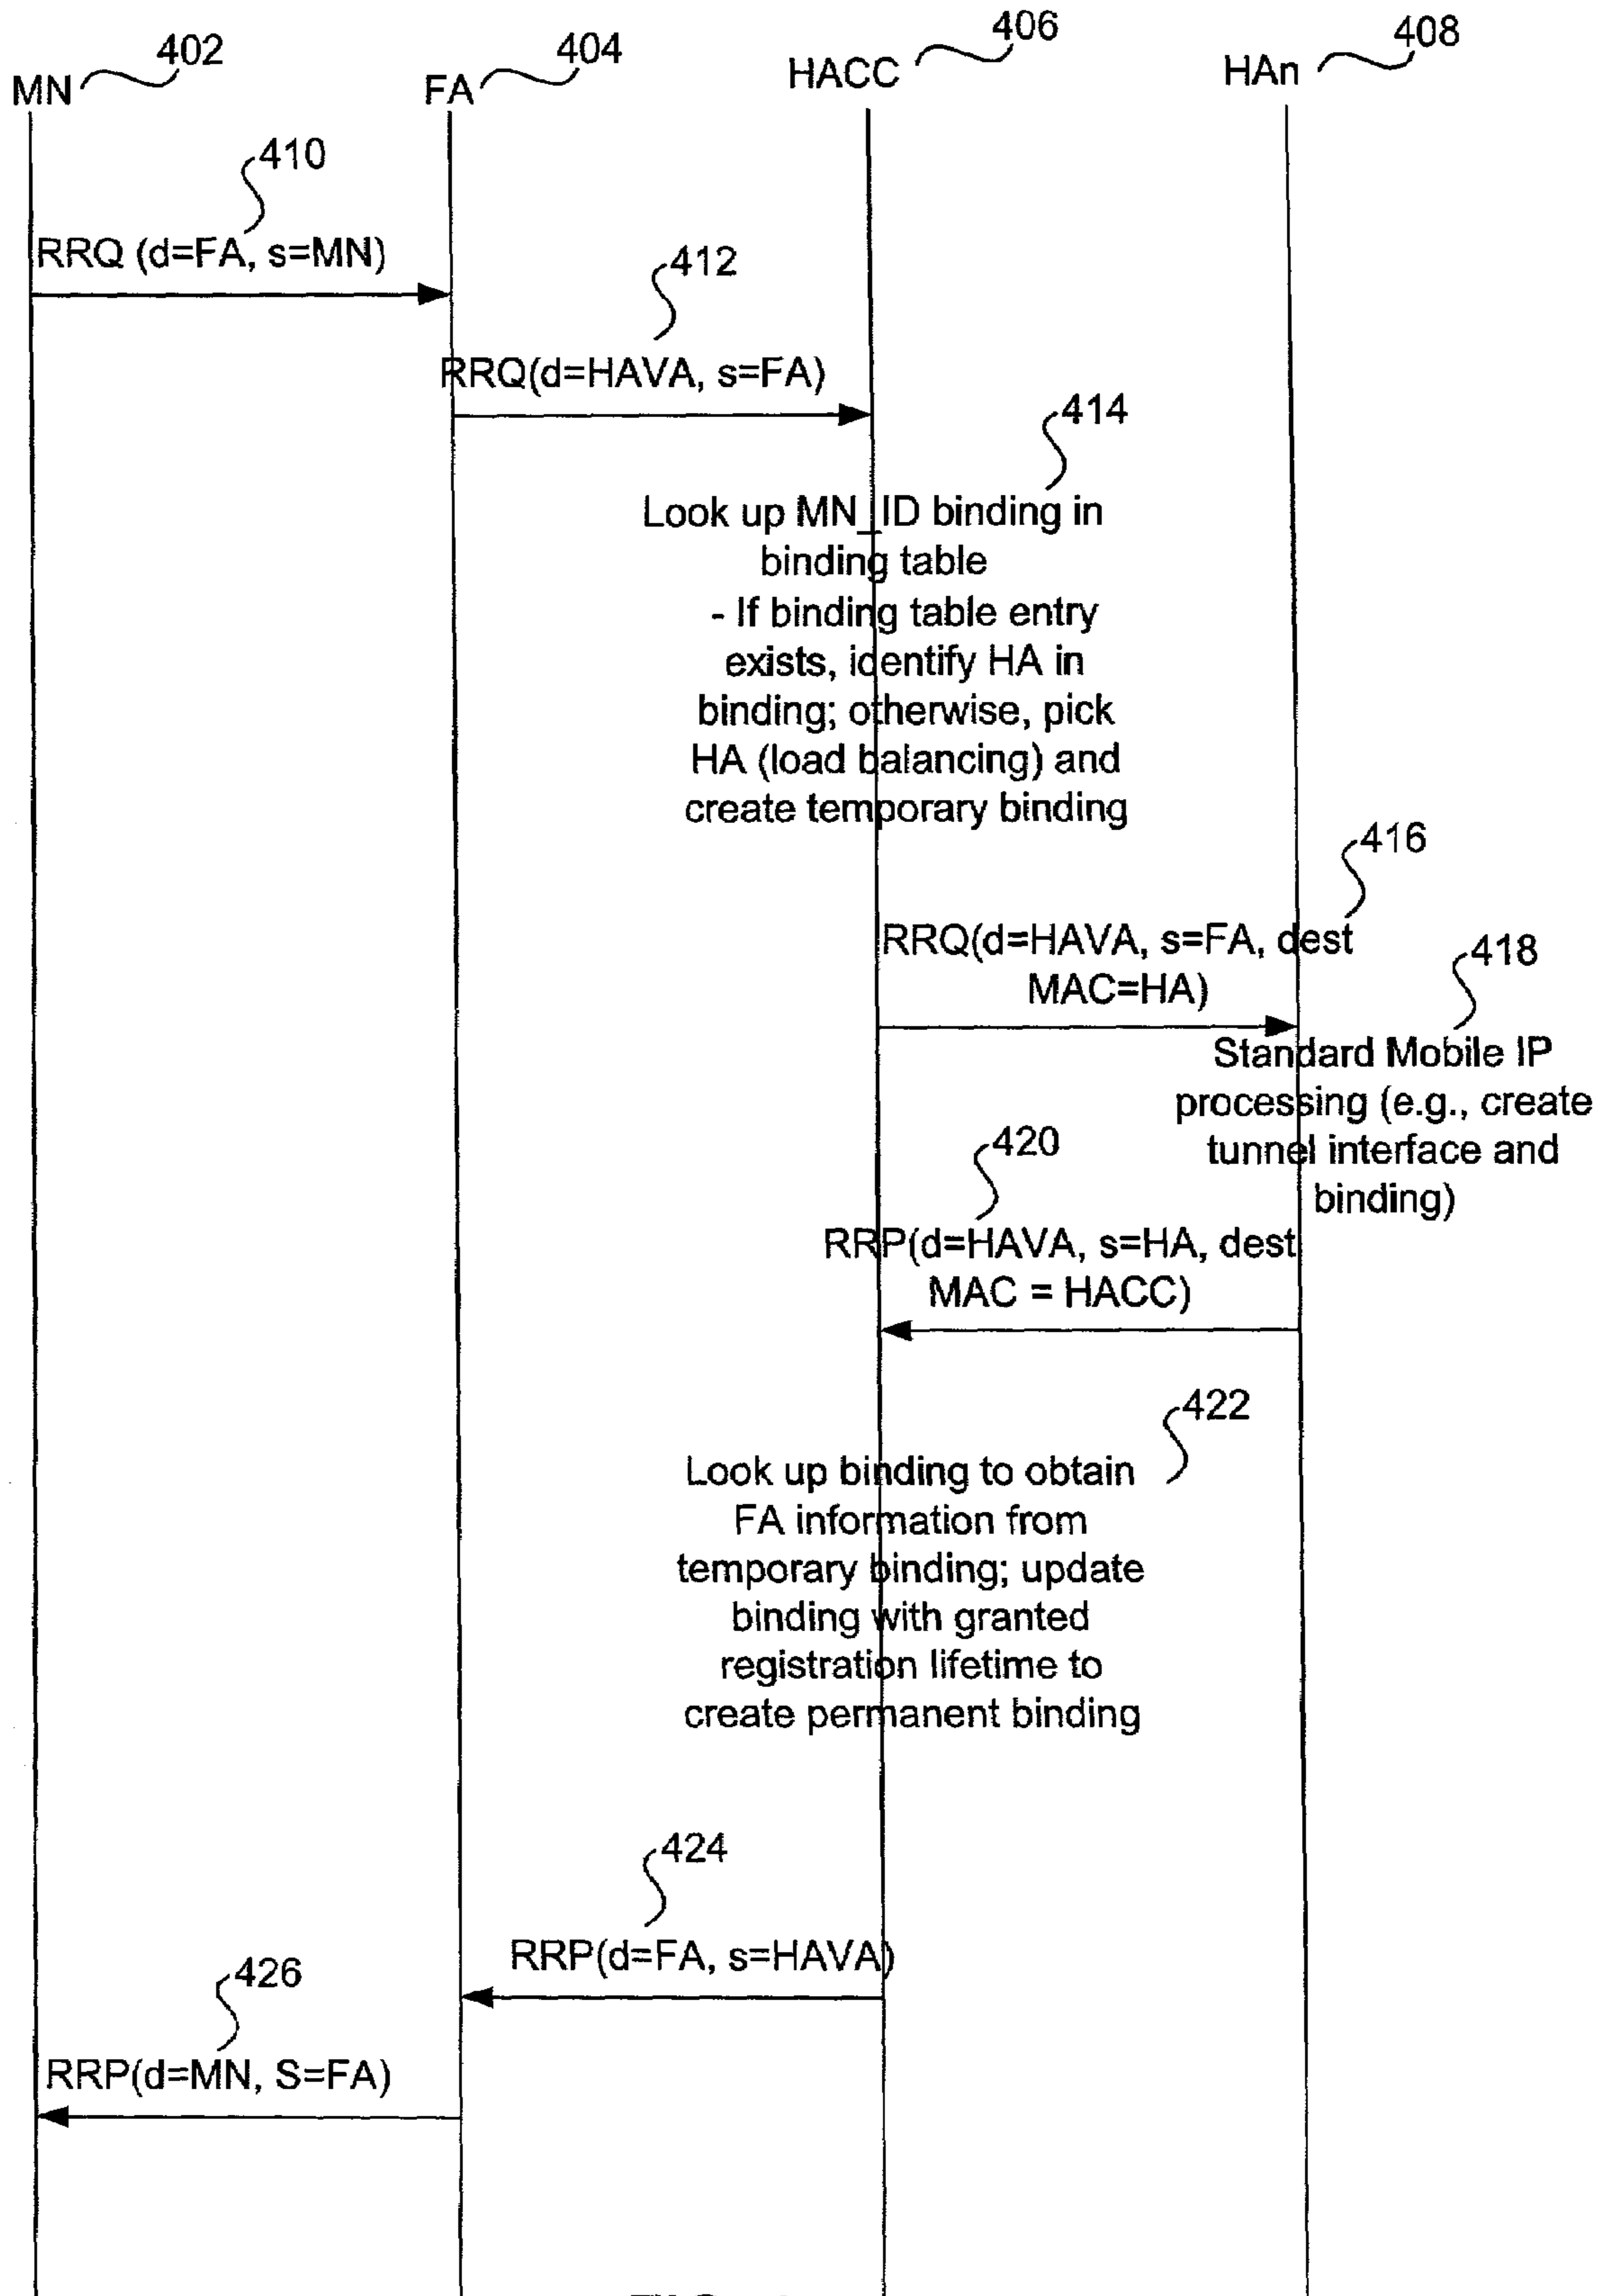 MN 402
FA 404
HACC 406
HAn 408
410
RRQ (d=FA, s=MN)
412
RRQ(d=HAVA, s=FA)
414
Look up MN_ID binding in
binding table
- If binding table entry
exists, identify HA in
binding; otherwise, pick
HA (load balancing) and
create temporary binding
416
RRQ(d=HAVA, s=FA, dest
MAC=HA)
418
Standard Mobile IP
processing (e.g., create
tunnel interface and
binding)
420
RRP(d=HAVA, s=HA, dest
MAC = HACC)
422
Look up binding to obtain
FA information from
temporary binding; update
binding with granted
registration lifetime to
create permanent binding
424
RRP(d=FA, s=HAVA)
426
RRP(d=MN, S=FA)